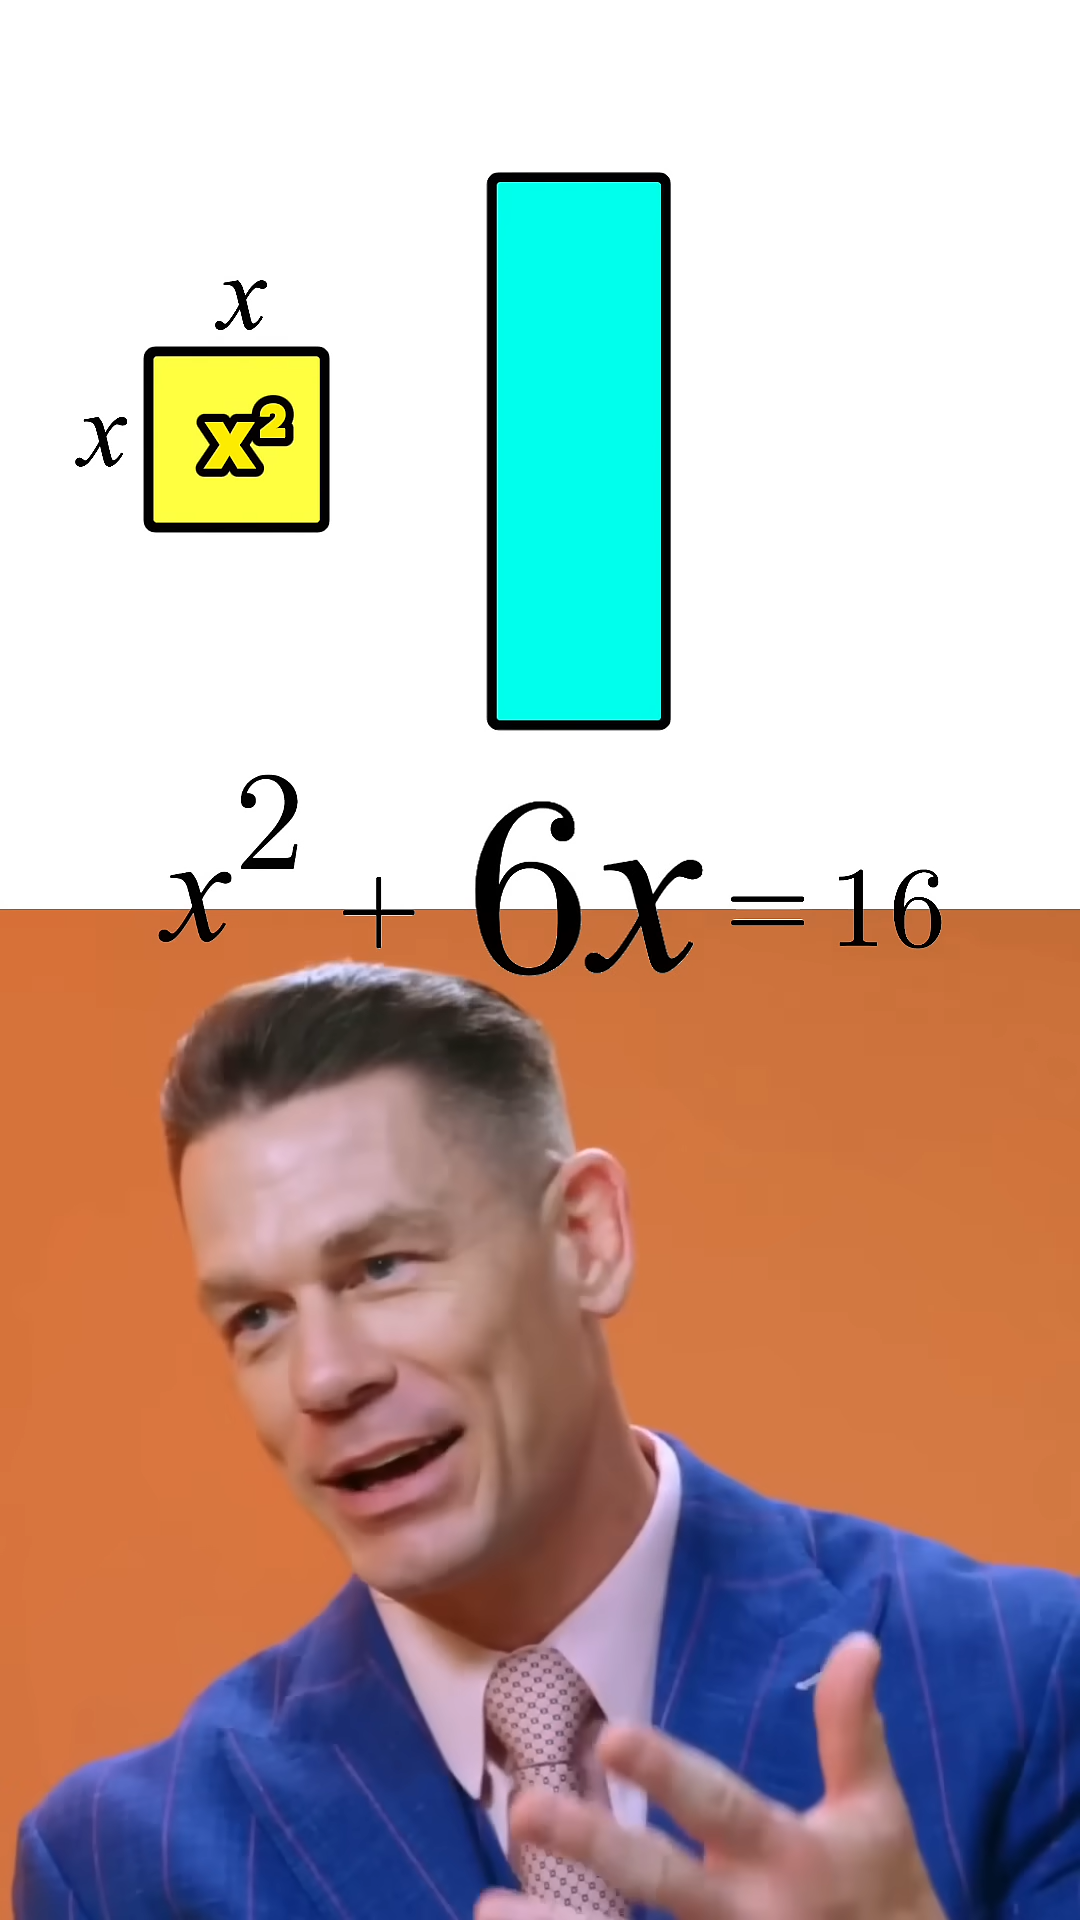 x
x
x²
x² + 6x = 16